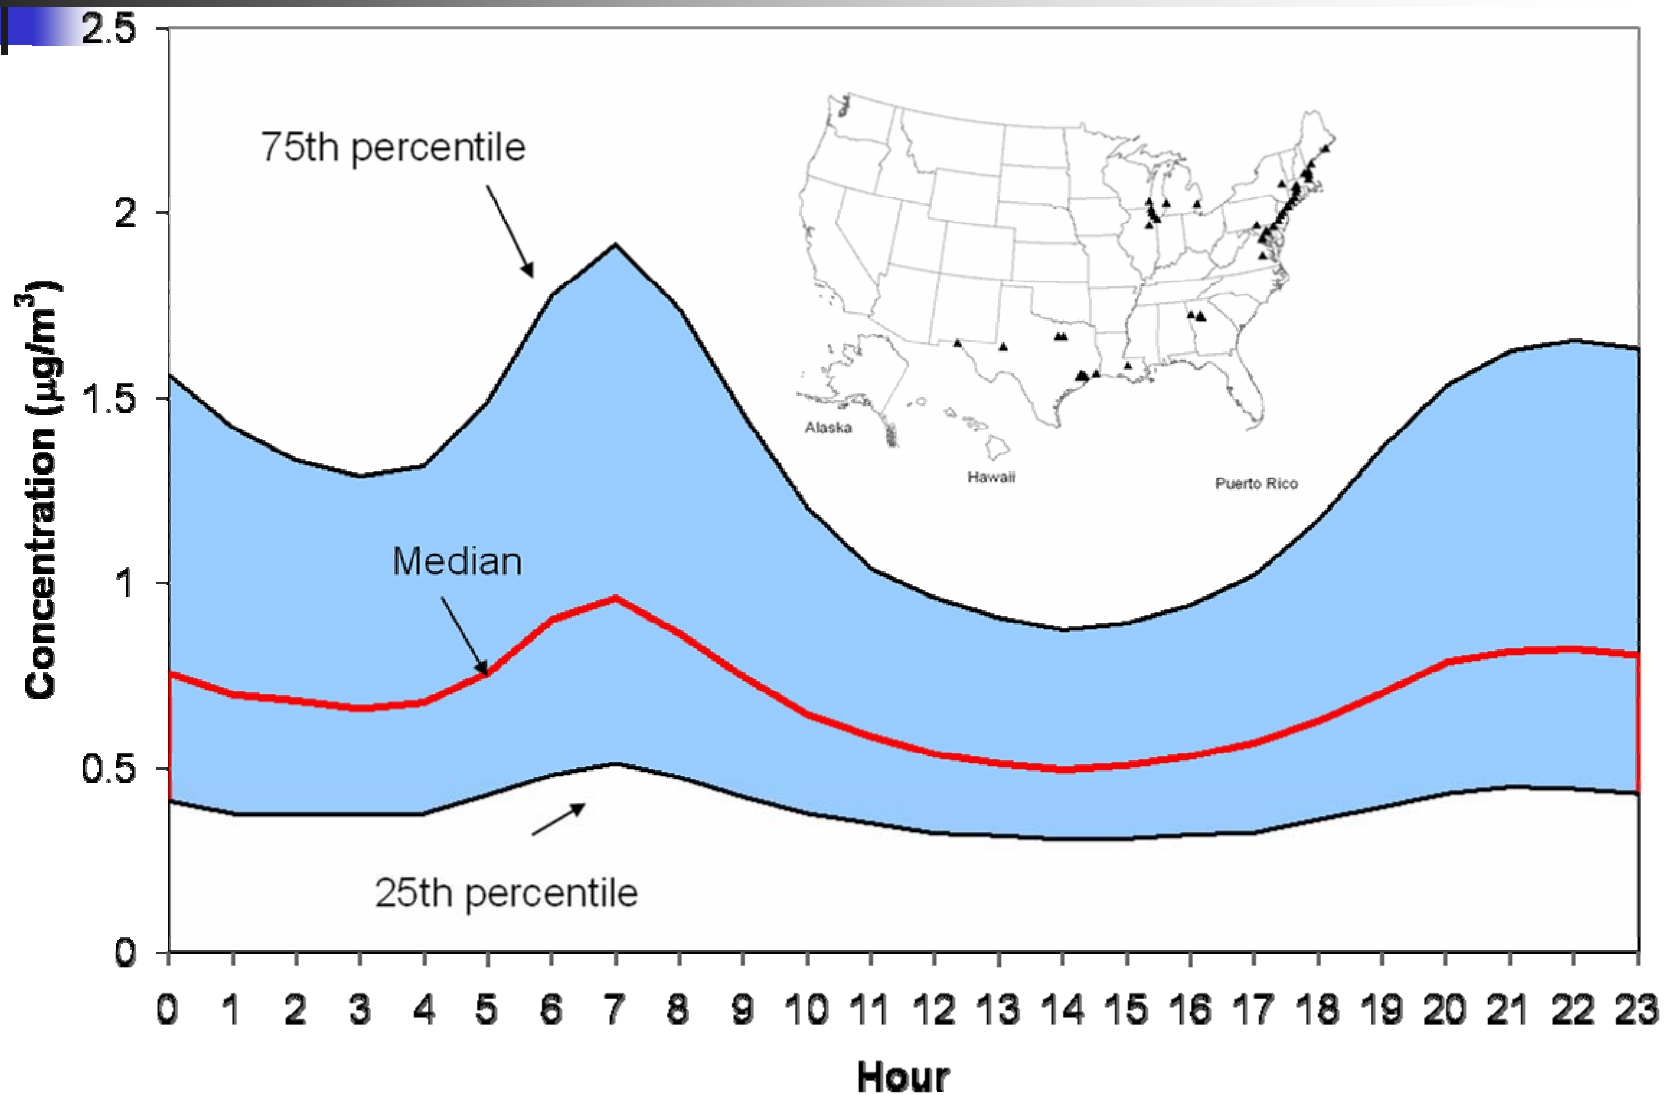 2.5
75th percentile
2
Concentration (µg/m³)
1.5
Alaska
Hawaii
Puerto Rico
Median
1
0.5
25th percentile
0
0 1 2 3 4 5 6 7 8 9 10 11 12 13 14 15 16 17 18 19 20 21 22 23
Hour